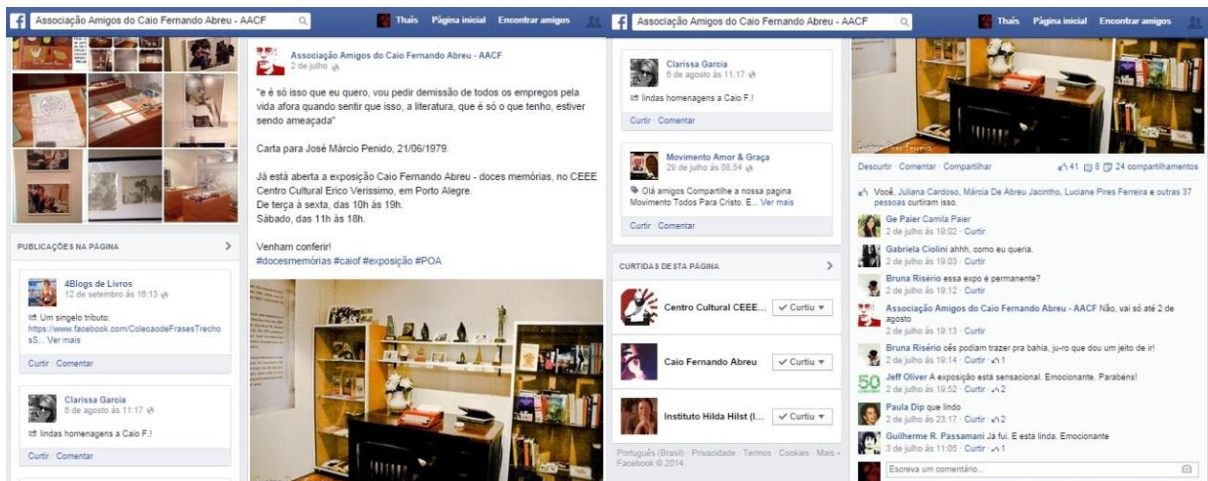 Associação Amigos do Caio Fernando Abreu - AACF
Thaís Página inicial Encontrar amigos
PUBLICAÇÕES NA PÁGINA
4Blogs de Livros
12 de setembro às 16:13
Um singelo tributo:
https://www.facebook.com/ColecaodeFrasesTrecho
sS... Ver mais
Curtir · Comentar
Clarissa Garcia
6 de agosto às 11:17
lindas homenagens a Caio F.!
Curtir · Comentar
Associação Amigos do Caio Fernando Abreu - AACF
2 de julho
"e é só isso que eu quero, vou pedir demissão de todos os empregos pela
vida afora quando sentir que isso, a literatura, que é só o que tenho, estiver
sendo ameaçada"
Carta para José Márcio Penido, 21/06/1979.
Já está aberta a exposição Caio Fernando Abreu - doces memórias, no CEEE
Centro Cultural Erico Verissimo, em Porto Alegre.
De terça à sexta, das 10h às 19h.
Sábado, das 11h às 18h.
Venham conferir!
#docesmemórias #caiof #exposição #POA
Associação Amigos do Caio Fernando Abreu - AACF
Thaís Página inicial Encontrar amigos
Clarissa Garcia
6 de agosto às 11:17
lindas homenagens a Caio F.!
Curtir · Comentar
Movimento Amor & Graça
29 de julho às 08:54
Olá amigos Compartilhe a nossa pagina
Movimento Todos Para Cristo. E... Ver mais
Curtir · Comentar
CURTIDAS DESTA PÁGINA
Centro Cultural CEEE... Curtiu
Caio Fernando Abreu Curtiu
Instituto Hilda Hilst (I... Curtiu
Português (Brasil) · Privacidade · Termos · Cookies · Mais
Facebook © 2014
Luciane Pires Ferreira
Descurtir · Comentar · Compartilhar 41 8 24 compartilhamentos
Você, Juliana Cardoso, Márcia De Abreu Jacintho, Luciane Pires Ferreira e outras 37
pessoas curtiram isso.
Ge Paier Camila Paier
2 de julho às 19:02 · Curtir
Gabriela Ciolini ahhh, como eu queria.
2 de julho às 19:03 · Curtir
Bruna Risério essa expo é permanente?
2 de julho às 19:12 · Curtir
Associação Amigos do Caio Fernando Abreu - AACF Não, vai só até 2 de
agosto
2 de julho às 19:13 · Curtir
Bruna Risério cês podiam trazer pra bahia, ju-ro que dou um jeito de ir!
2 de julho às 19:14 · Curtir · 1
50
Jeff Oliver A exposição está sensacional. Emocionante. Parabéns!
2 de julho às 19:52 · Curtir · 2
Paula Dip que lindo
2 de julho às 23:17 · Curtir · 2
Guilherme R. Passamani Já fui. E está linda. Emocionante
3 de julho às 11:05 · Curtir · 1
Escreva um comentário...